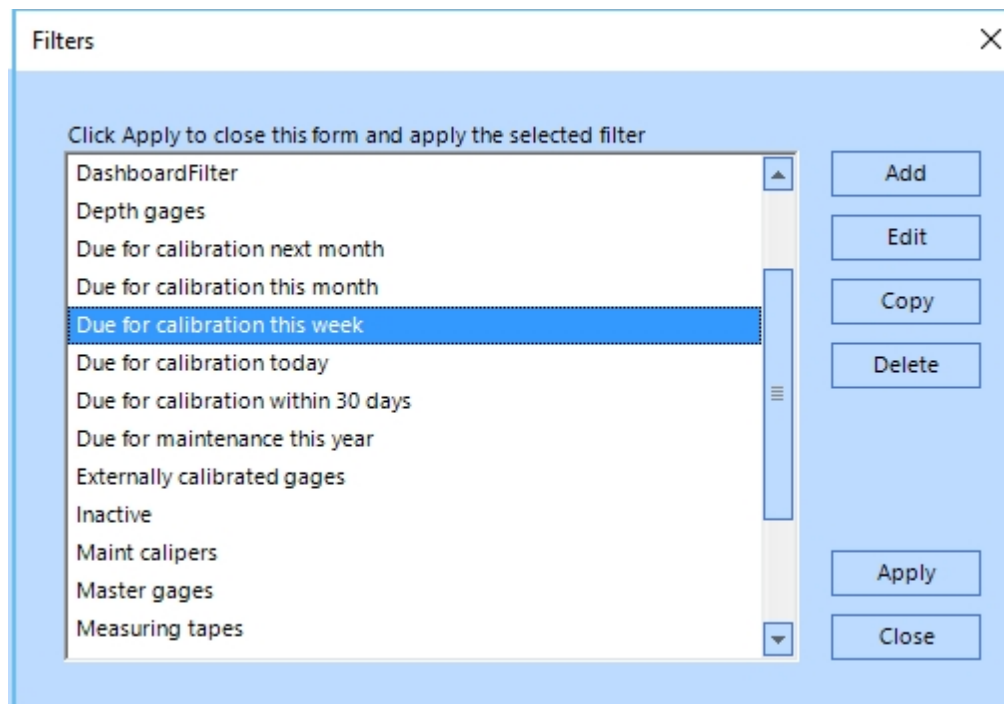 Filters
Click Apply to close this form and apply the selected filter
DashboardFilter
Depth gages
Due for calibration next month
Due for calibration this month
Due for calibration this week
Due for calibration today
Due for calibration within 30 days
Due for maintenance this year
Externally calibrated gages
Inactive
Maint calipers
Master gages
Measuring tapes
Add
Edit
Copy
Delete
Apply
Close